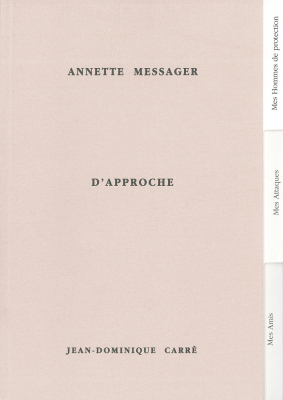 ANNETTE MESSAGER
D'APPROCHE
JEAN-DOMINIQUE CARRÉ
Mes Hommes de protection
Mes Attaques
Mes Amis